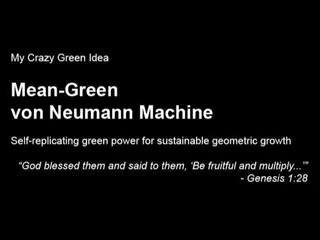 My Crazy Green Idea
Mean-Green
von Neumann Machine
Self-replicating green power for sustainable geometric growth
“God blessed them and said to them, ‘Be fruitful and multiply...’”
- Genesis 1:28